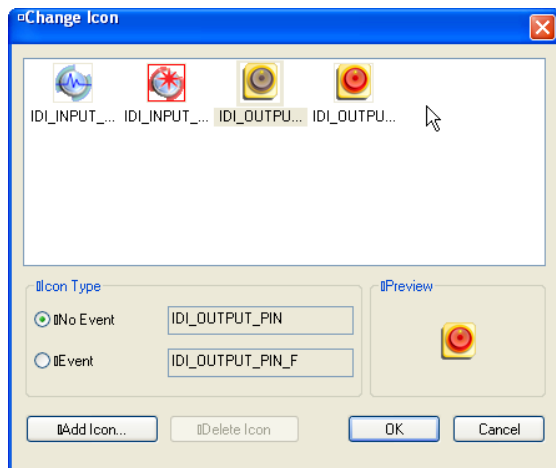 Change Icon
IDI_INPUT_... IDI_INPUT_... IDI_OUTPU... IDI_OUTPU...
Icon Type
No Event IDI_OUTPUT_PIN
Event IDI_OUTPUT_PIN_F
Preview
Add Icon... Delete Icon OK Cancel